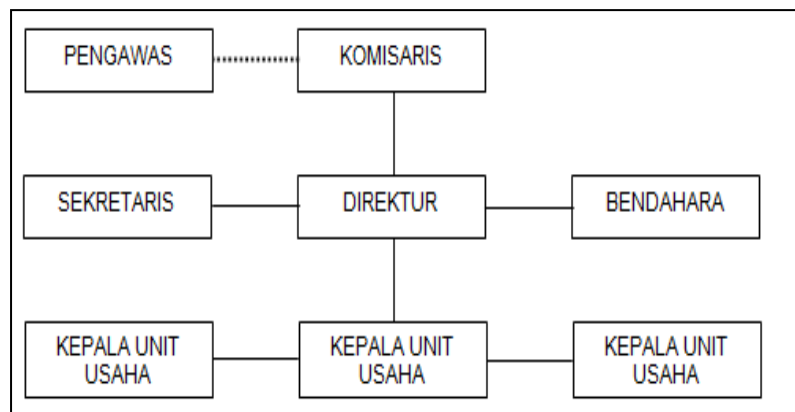 PENGAWAS
KOMISARIS
SEKRETARIS
DIREKTUR
BENDAHARA
KEPALA UNIT
USAHA
KEPALA UNIT
USAHA
KEPALA UNIT
USAHA